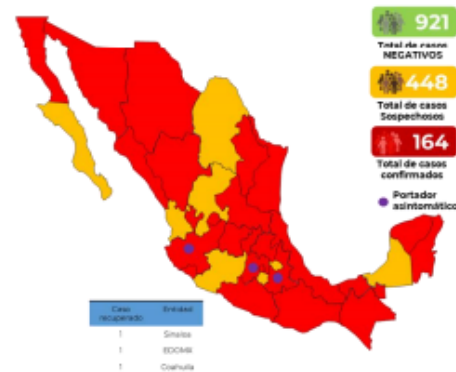 921
Total de casos
NEGATIVOS
448
Total de casos
Sospechosos
164
Total de casos
confirmados
Portador
asintomático
Caso recuperado Entidad
1 Sinaloa
1 EDOMEX
1 Coahuila